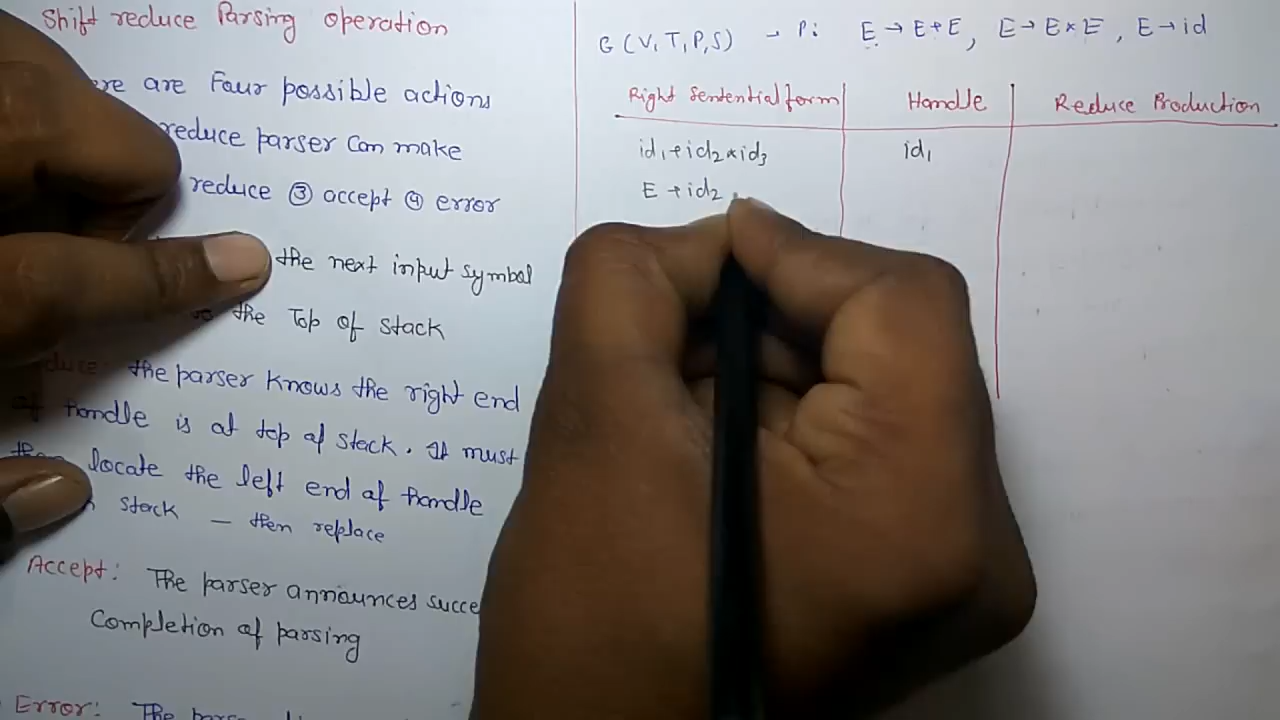 Shift reduce Parsing operation
ere are Four possible actions
reduce parser can make
reduce ③ accept ④ error
the next input symbol
the Top of stack
the parser knows the right end
of handle is at top of stack. It must
then locate the left end of handle
stack – then replace
Accept: The parser announces succe
Completion of parsing
Error: The
G (V, T, P, S) → P: E → E + E, E → E * E, E → id
Right Sentential form Handle Reduce Production
id₁+id₂*id₃ id₁
E + id₂